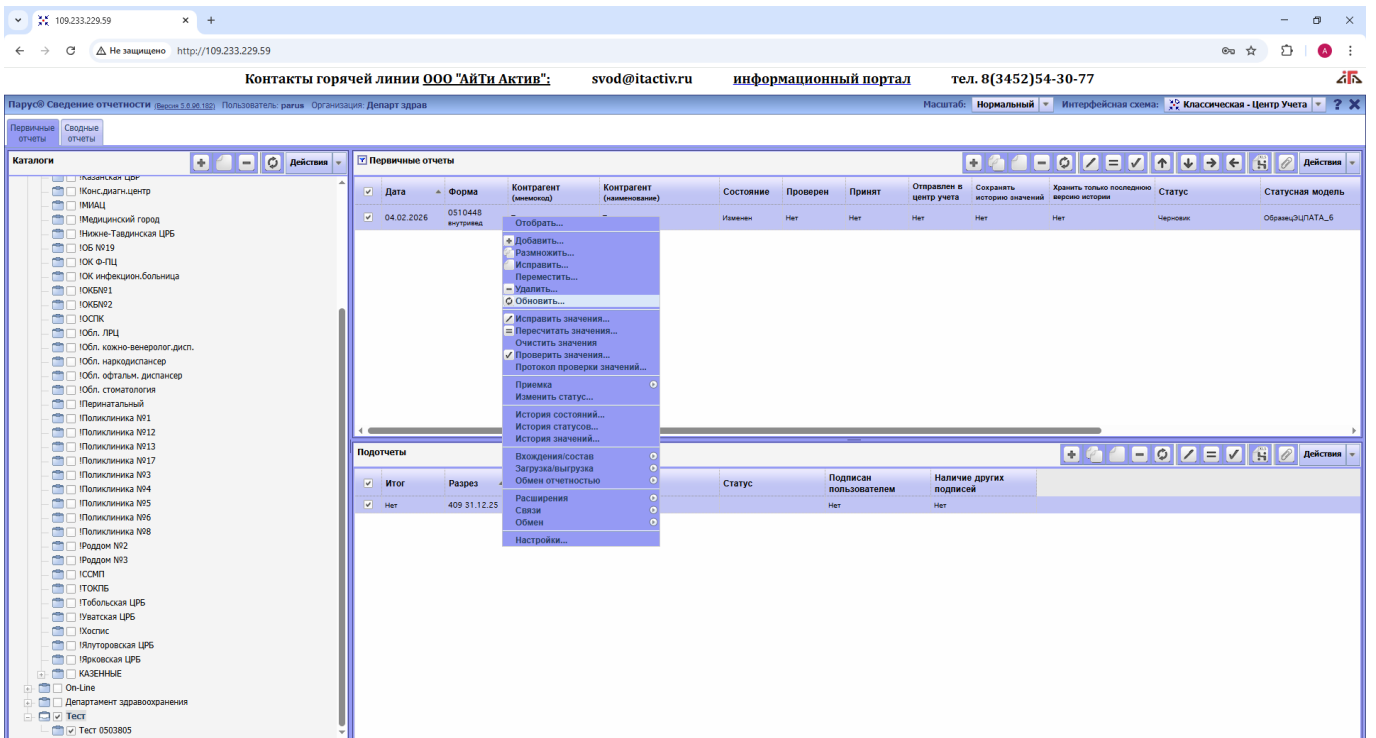 109.233.229.59
Не защищено http://109.233.229.59
Контакты горячей линии ООО "АйТи Актив": svod@itactiv.ru информационный портал тел. 8(3452)54-30-77
Парус® Сведение отчетности (Версия 5.6.96.182) Пользователь: parus Организация: Департ здрав Масштаб: Нормальный Интерфейсная схема: Классическая - Центр Учета
Первичные отчеты
Сводные отчеты
Каталоги Действия
!Казанская ЦБР
!Конс.диагн.центр
!МИАЦ
!Медицинский город
!Нижне-Тавдинская ЦРБ
!ОБ №19
!ОК Ф-ПЦ
!ОК инфекцион.больница
!ОКБ№1
!ОКБ№2
!ОСПК
!Обл. ЛРЦ
!Обл. кожно-венеролог.дисп.
!Обл. наркодиспансер
!Обл. офтальм. диспансер
!Обл. стоматология
!Перинатальный
!Поликлиника №1
!Поликлиника №12
!Поликлиника №13
!Поликлиника №17
!Поликлиника №3
!Поликлиника №4
!Поликлиника №5
!Поликлиника №6
!Поликлиника №8
!Роддом №2
!Роддом №3
!ССМП
!ТОКПБ
!Тобольская ЦРБ
!Уватская ЦРБ
!Хоспис
!Ялуторовская ЦРБ
!Ярковская ЦРБ
КАЗЕННЫЕ
On-Line
Департамент здравоохранения
Тест
Тест 0503805
Первичные отчеты Действия
Дата Форма Контрагент (мнемокод) Контрагент (наименование) Состояние Проверен Принят Отправлен в центр учета Сохранять историю значений Хранить только последнюю версию истории Статус Статусная модель
04.02.2026 0510448 внутривед Изменен Нет Нет Нет Нет Нет Черновик ОбразецЭЦПАТА_6
Отобрать...
Добавить...
Размножить...
Исправить...
Переместить...
Удалить...
Обновить...
Исправить значения...
Пересчитать значения...
Очистить значения
Проверить значения...
Протокол проверки значений...
Приемка
Изменить статус...
История состояний...
История статусов...
История значений...
Вхождения/состав
Загрузка/выгрузка
Обмен отчетностью
Расширения
Связи
Обмен
Настройки...
Подотчеты Действия
Итог Разрез Статус Подписан пользователем Наличие других подписей
Нет 409 31.12.25 Нет Нет